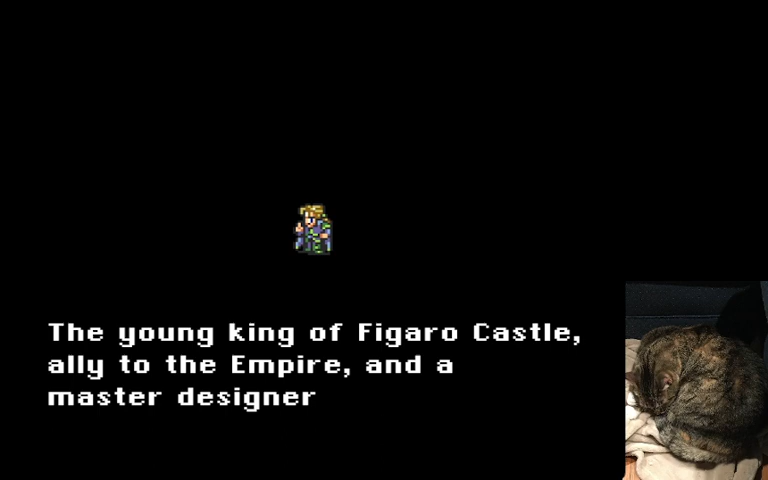 The young king of Figaro Castle,
ally to the Empire, and a
master designer